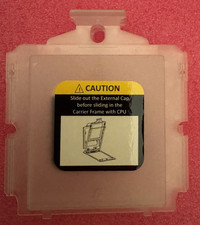 CAUTION
Slide out the External Cap
before sliding in the
Carrier Frame with CPU